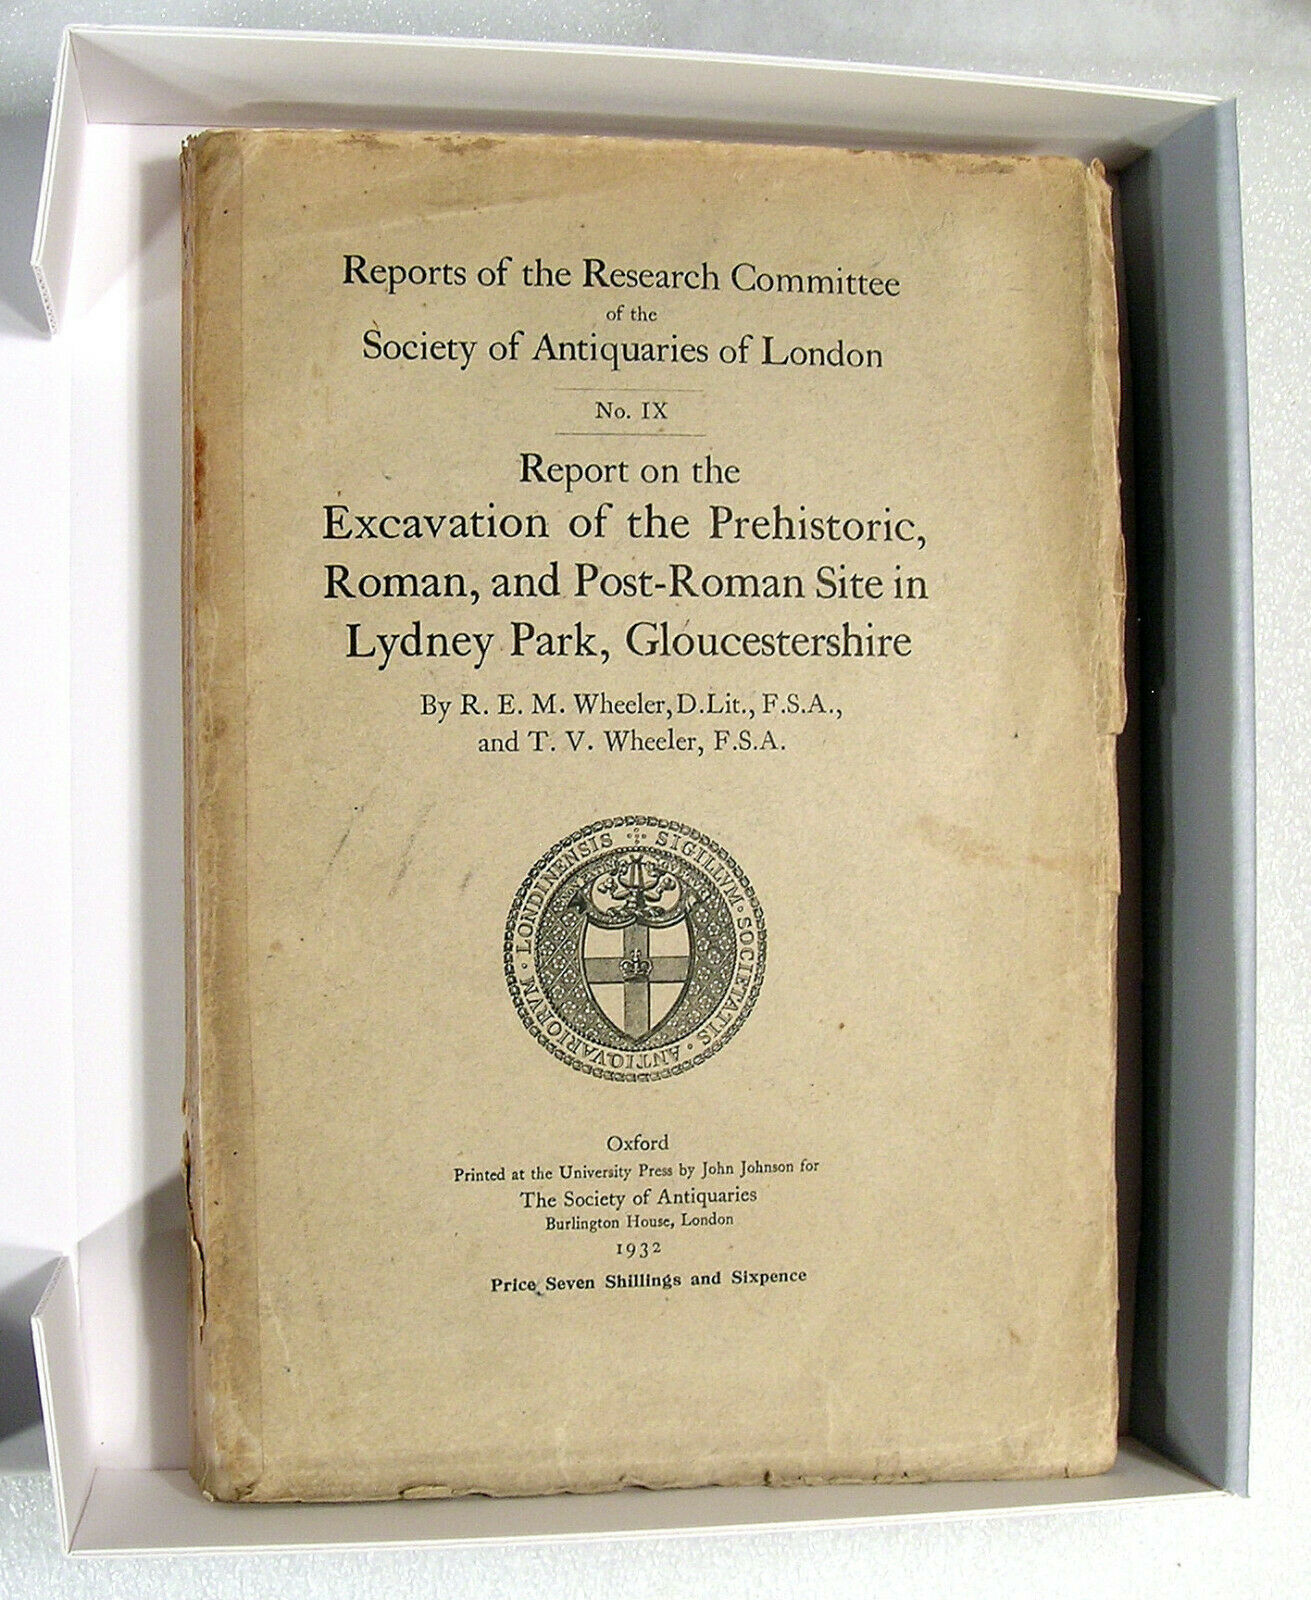 Reports of the Research Committee
of the
Society of Antiquaries of London
No. IX
Report on the
Excavation of the Prehistoric,
Roman, and Post-Roman Site in
Lydney Park, Gloucestershire
By R. E. M. Wheeler, D.Lit., F.S.A.,
and T. V. Wheeler, F.S.A.
SIGILLVM · SOCIETATIS · ANTIQVARIORVM · LONDINENSIS
Oxford
Printed at the University Press by John Johnson for
The Society of Antiquaries
Burlington House, London
1932
Price Seven Shillings and Sixpence